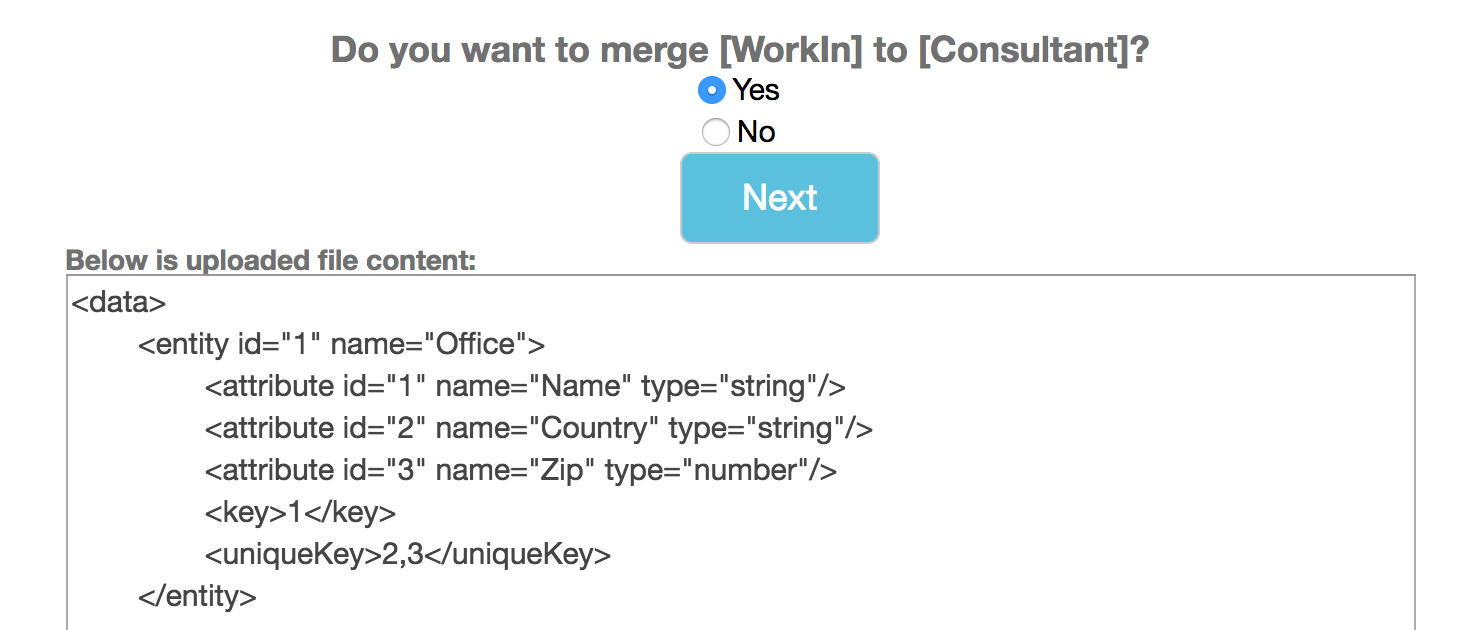 Do you want to merge [WorkIn] to [Consultant]?
Yes
No
Next
Below is uploaded file content:
<data>
<entity id="1" name="Office">
<attribute id="1" name="Name" type="string"/>
<attribute id="2" name="Country" type="string"/>
<attribute id="3" name="Zip" type="number"/>
<key>1</key>
<uniqueKey>2,3</uniqueKey>
</entity>